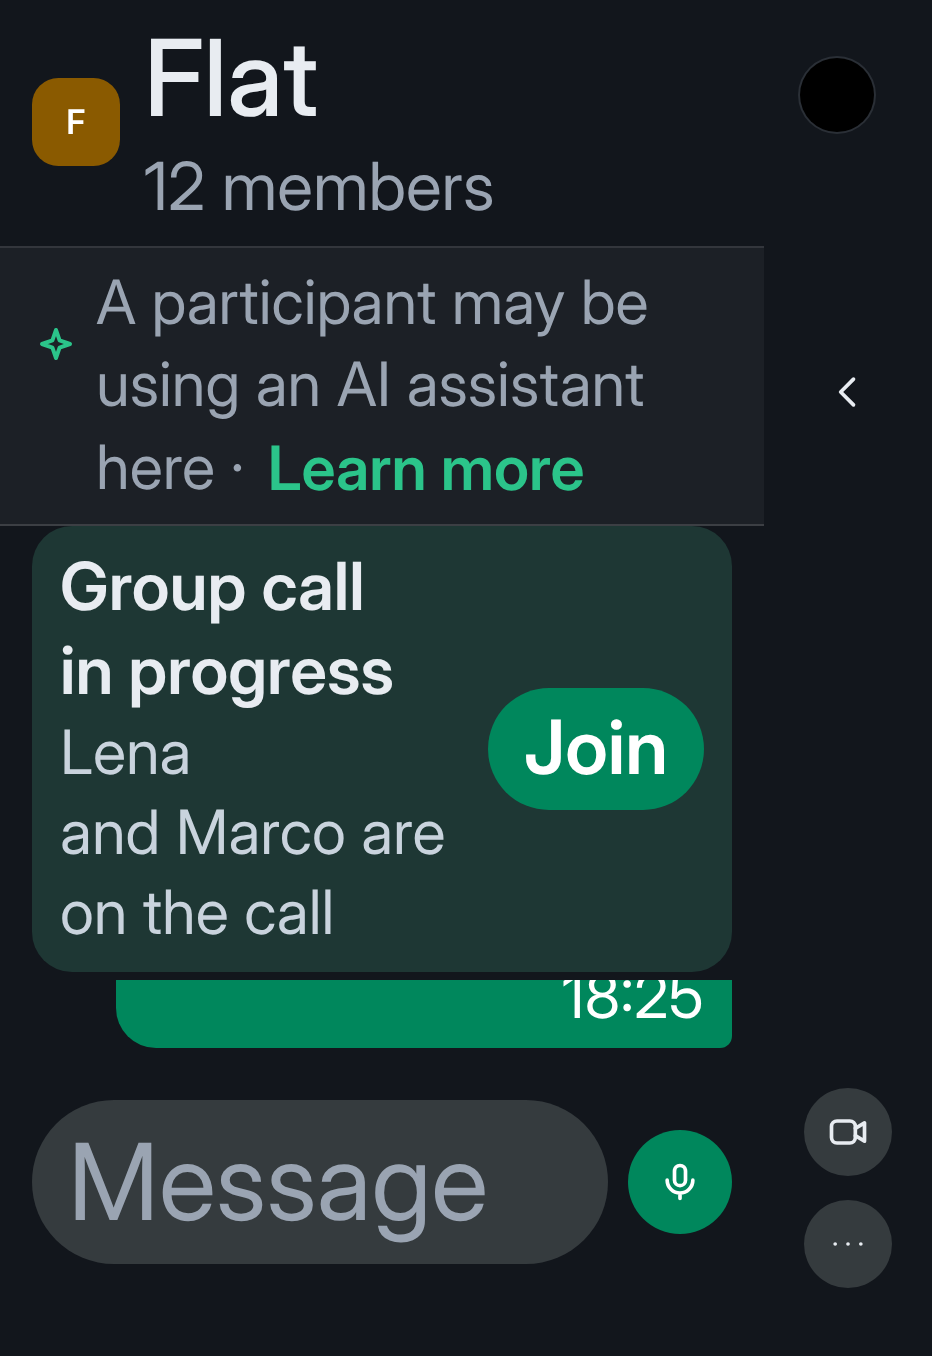 F
Flat
12 members
A participant may be
using an AI assistant
here · Learn more
Group call
in progress
Lena
and Marco are
on the call
Join
18:25
Message